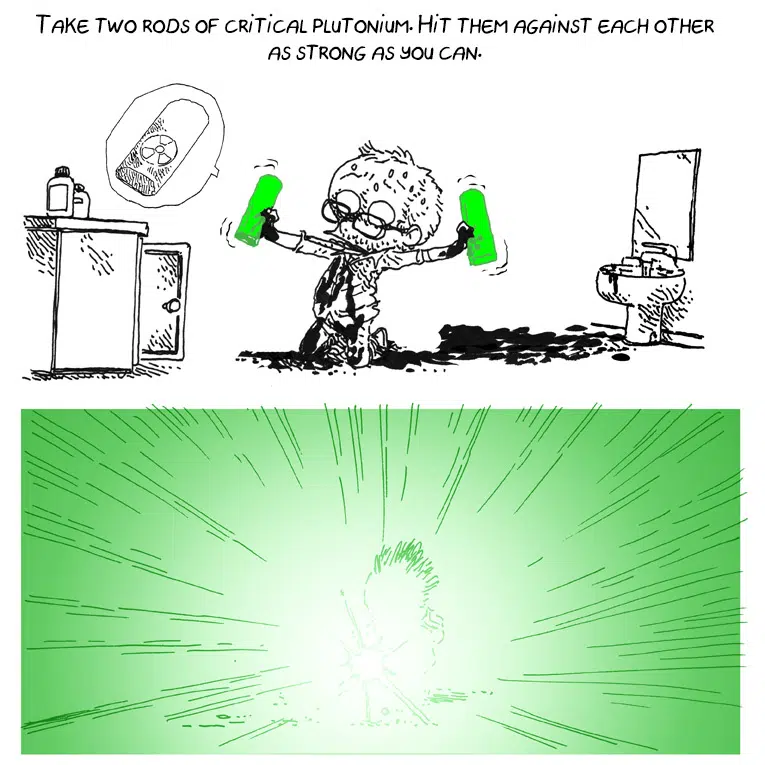 TAKE TWO RODS OF CRiTiCAL PLUTONiUM. HiT THEM AGAiNST EACH OTHER
AS STRONG AS YOU CAN.